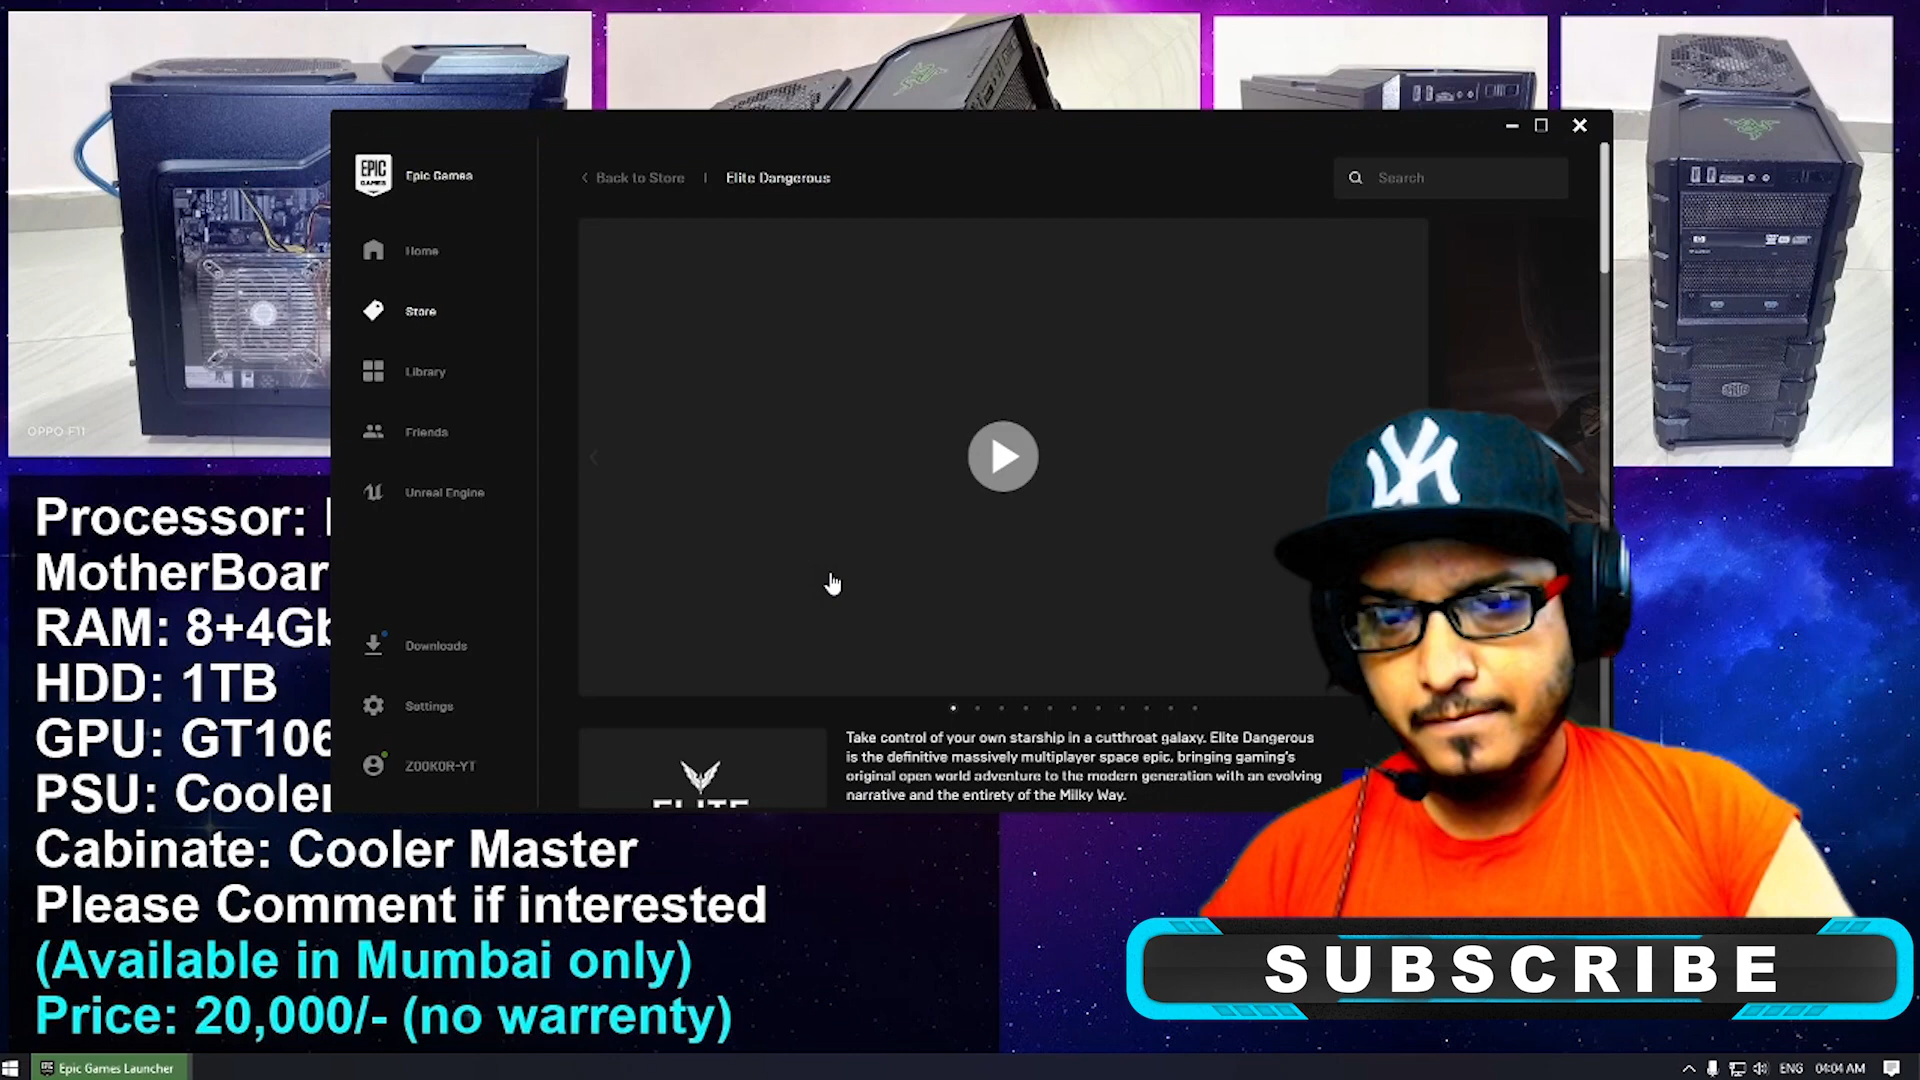 OPPO F11
EPIC
GAMES
Epic Games
Back to Store | Elite Dangerous
Search
Home
Store
Library
Friends
Unreal Engine
Downloads
Settings
ZOOKOR-YT
Take control of your own starship in a cutthroat galaxy. Elite Dangerous
is the definitive massively multiplayer space epic, bringing gaming's
original open world adventure to the modern generation with an evolving
narrative and the entirety of the Milky Way.
ELITE
NY
Processor:
MotherBoar
RAM: 8+4Gb
HDD: 1TB
GPU: GT106
PSU: Cooler
Cabinate: Cooler Master
Please Comment if interested
(Available in Mumbai only)
Price: 20,000/- (no warrenty)
SUBSCRIBE
Epic Games Launcher
ENG 04:04 AM